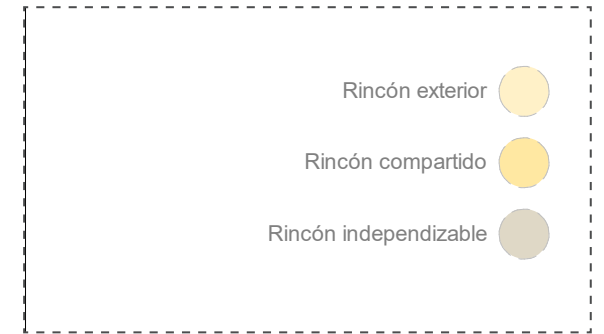 Rincón exterior
Rincón compartido
Rincón independizable